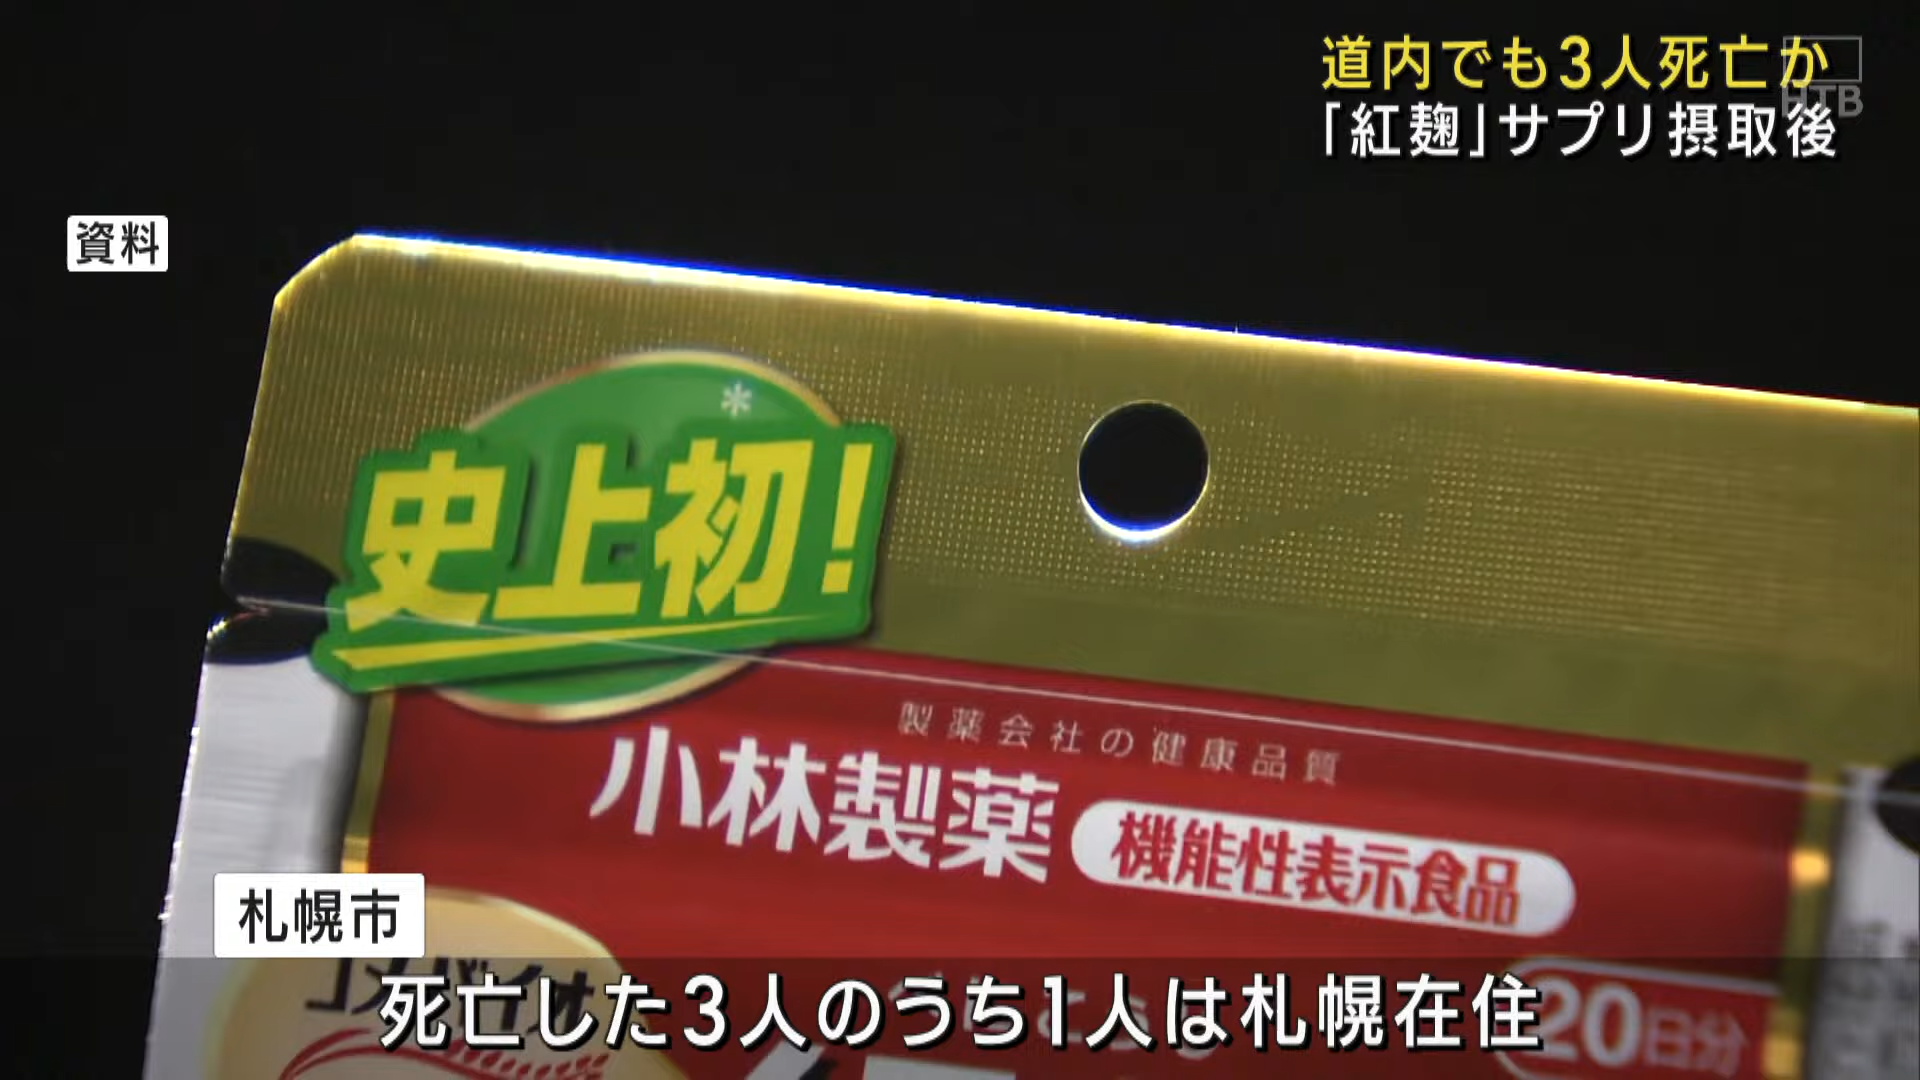 道内でも3人死亡か
HTB
「紅麹」サプリ摂取後
資料
*
史上初!
製薬会社の健康品質
小林製薬
機能性表示食品
札幌市
死亡した3人のうち1人は札幌在住
20日分